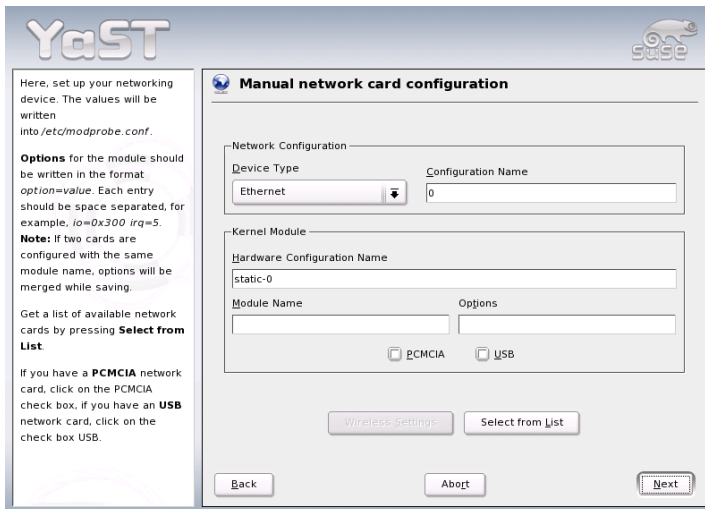 YaST
SUSE
Here, set up your networking
device. The values will be
written
into /etc/modprobe.conf.
Options for the module should
be written in the format
option=value. Each entry
should be space separated, for
example, io=0x300 irq=5.
Note: If two cards are
configured with the same
module name, options will be
merged while saving.
Get a list of available network
cards by pressing Select from
List.
If you have a PCMCIA network
card, click on the PCMCIA
check box, if you have an USB
network card, click on the
check box USB.
Manual network card configuration
Network Configuration
Device Type
Configuration Name
Ethernet
0
Kernel Module
Hardware Configuration Name
static-0
Module Name
Options
PCMCIA
USB
Wireless Settings
Select from List
Back
Abort
Next